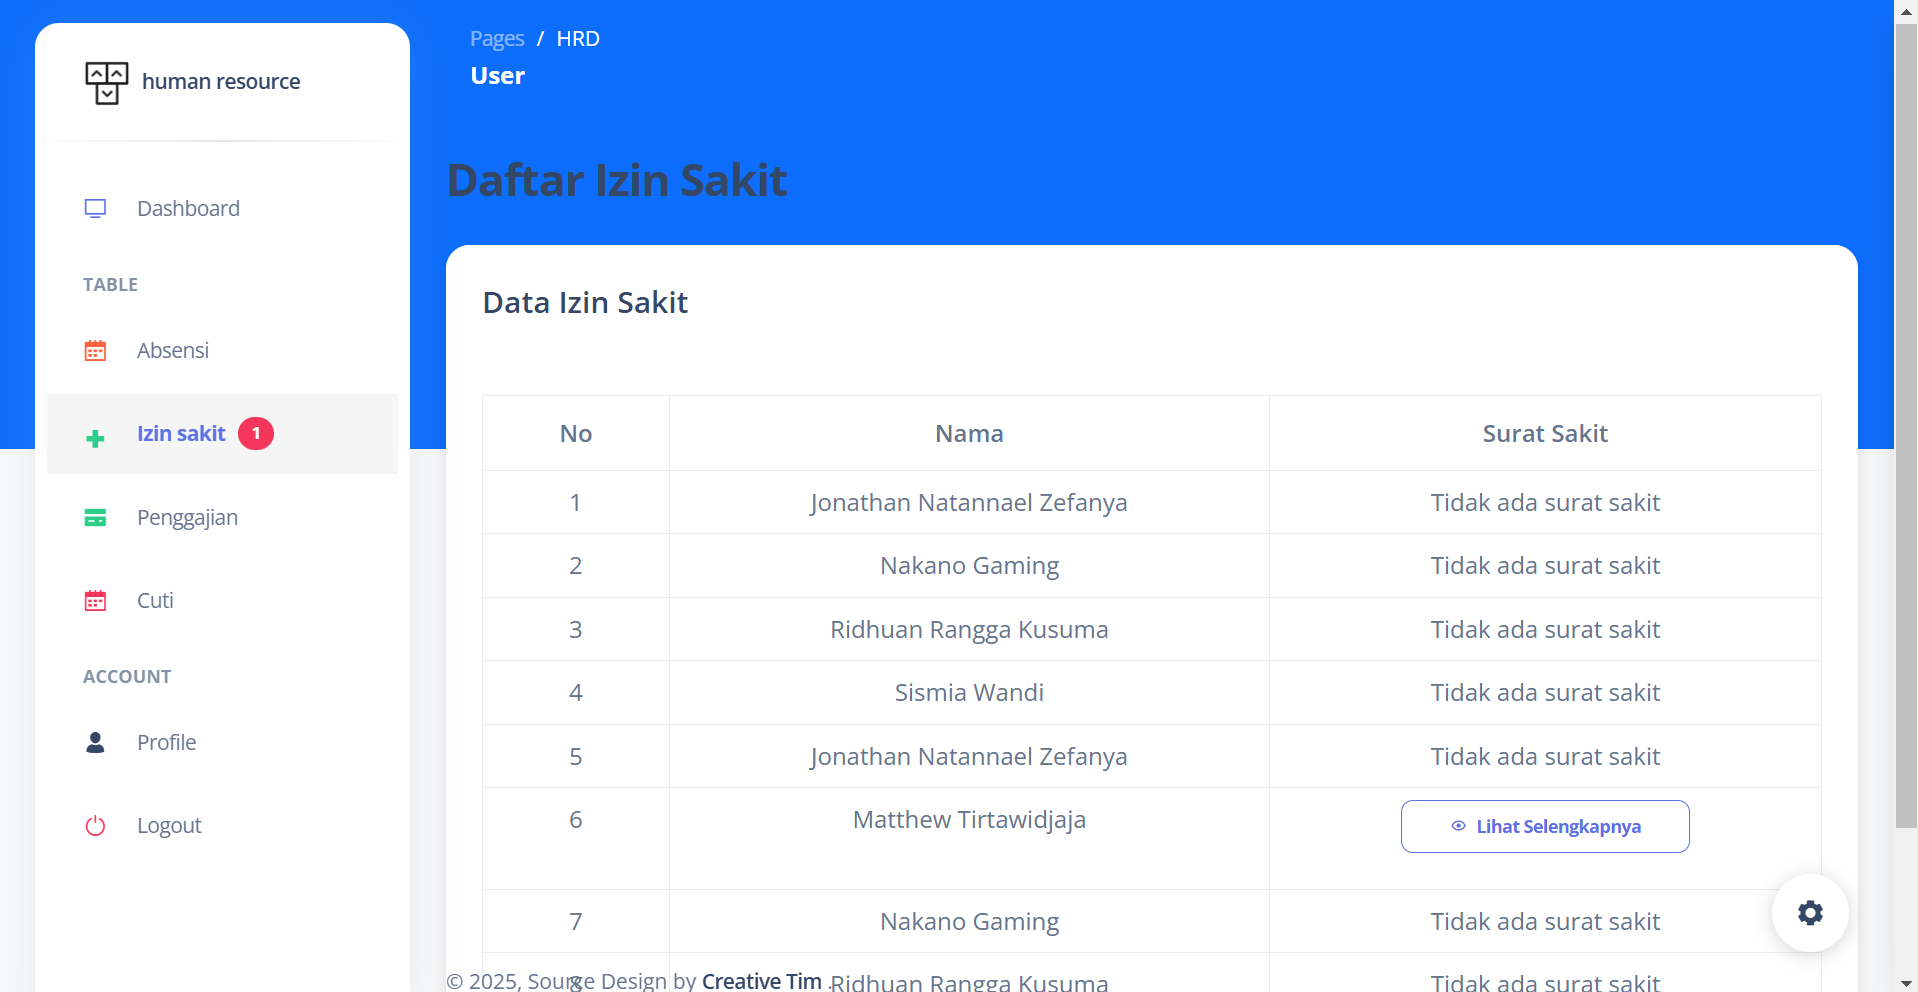 human resource
Dashboard
TABLE
Absensi
Izin sakit 1
Penggajian
Cuti
ACCOUNT
Profile
Logout
Pages / HRD
User
Daftar Izin Sakit
Data Izin Sakit
No Nama Surat Sakit
1 Jonathan Natannael Zefanya Tidak ada surat sakit
2 Nakano Gaming Tidak ada surat sakit
3 Ridhuan Rangga Kusuma Tidak ada surat sakit
4 Sismia Wandi Tidak ada surat sakit
5 Jonathan Natannael Zefanya Tidak ada surat sakit
6 Matthew Tirtawidjaja Lihat Selengkapnya
7 Nakano Gaming Tidak ada surat sakit
8 Ridhuan Rangga Kusuma Tidak ada surat sakit
© 2025, Source Design by Creative Tim .